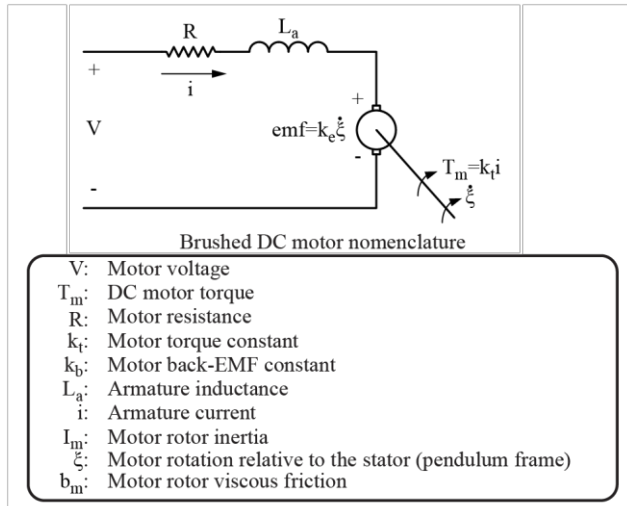 R
Lₐ
+
i
+
V
emf=kₑξ̇
-
Tₘ=kₜi
-
ξ̇
Brushed DC motor nomenclature
V: Motor voltage
Tₘ: DC motor torque
R: Motor resistance
kₜ: Motor torque constant
k_b: Motor back-EMF constant
Lₐ: Armature inductance
i: Armature current
Iₘ: Motor rotor inertia
ξ: Motor rotation relative to the stator (pendulum frame)
bₘ: Motor rotor viscous friction